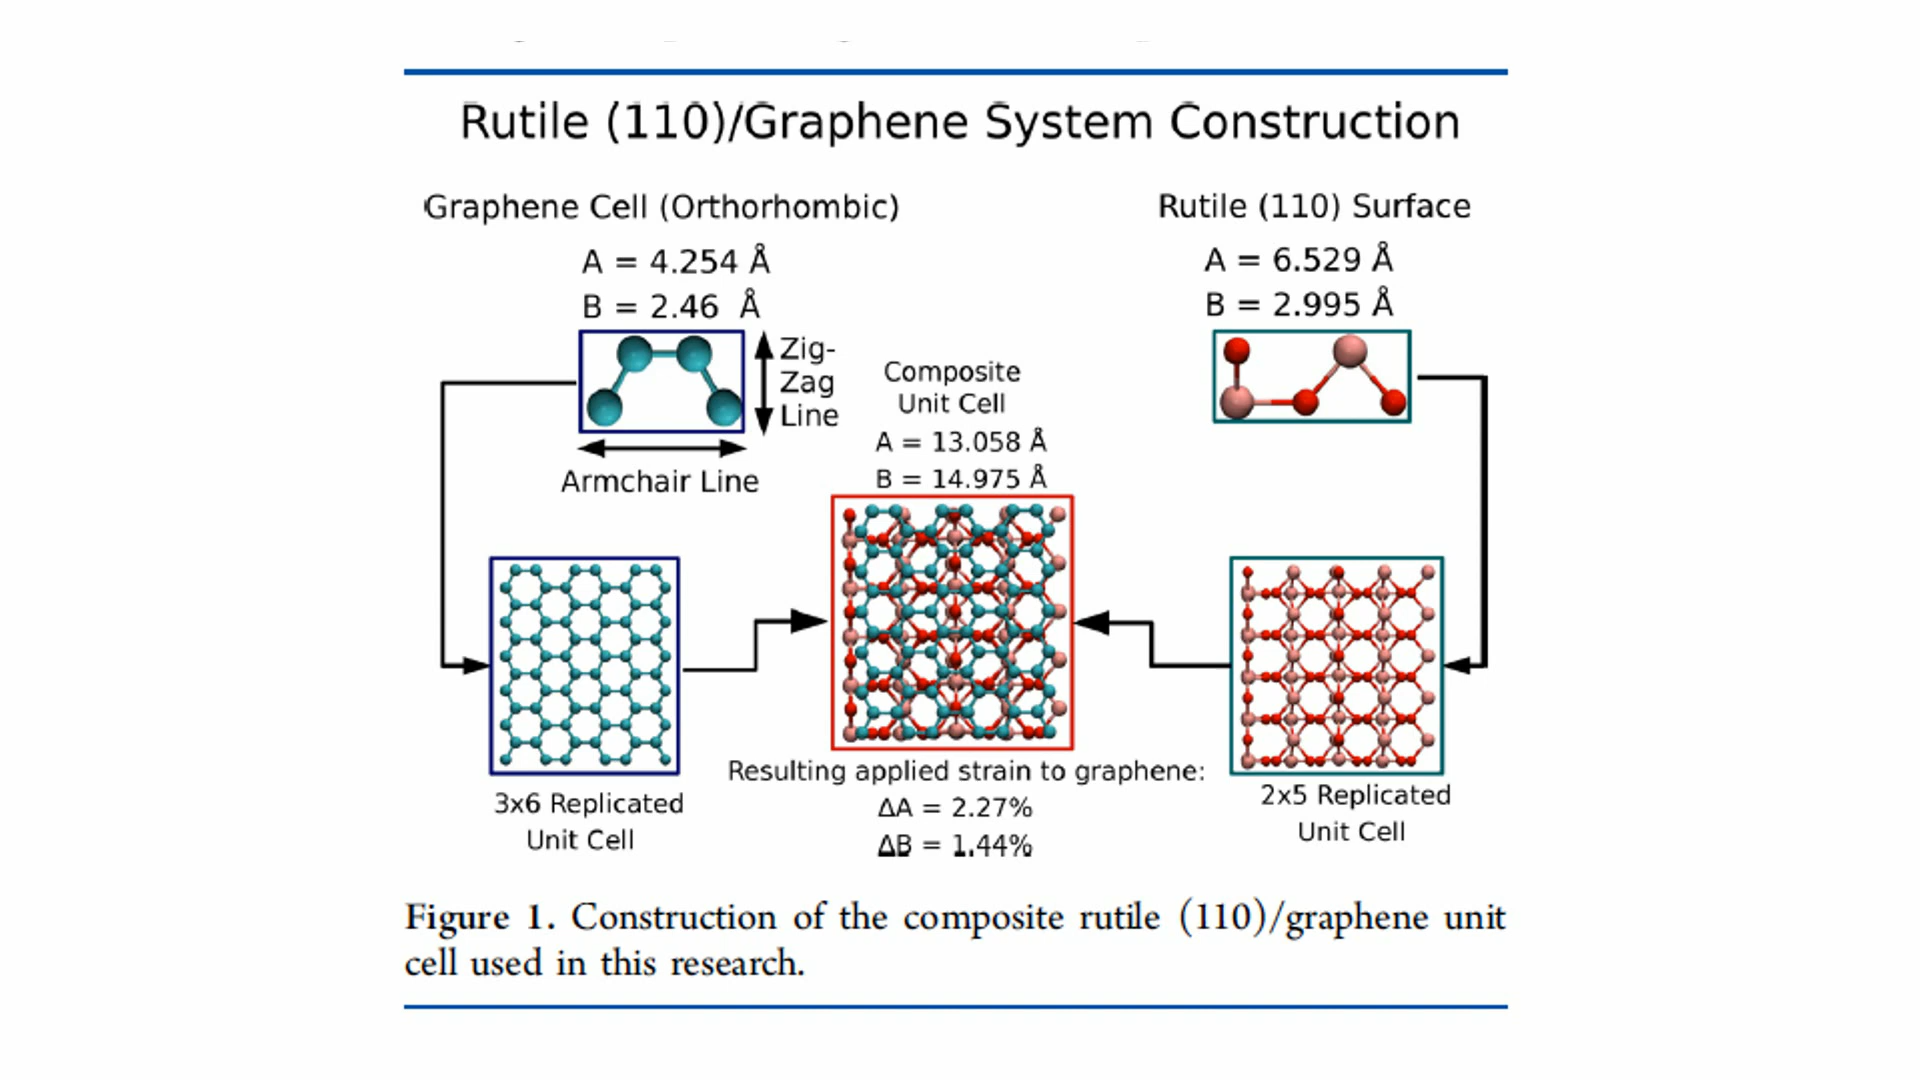 Rutile (110)/Graphene System Construction
Graphene Cell (Orthorhombic)
A = 4.254 Å
B = 2.46 Å
Zig-
Zag
Line
Armchair Line
Rutile (110) Surface
A = 6.529 Å
B = 2.995 Å
Composite
Unit Cell
A = 13.058 Å
B = 14.975 Å
3x6 Replicated
Unit Cell
Resulting applied strain to graphene:
ΔA = 2.27%
ΔB = 1.44%
2x5 Replicated
Unit Cell
Figure 1. Construction of the composite rutile (110)/graphene unit
cell used in this research.